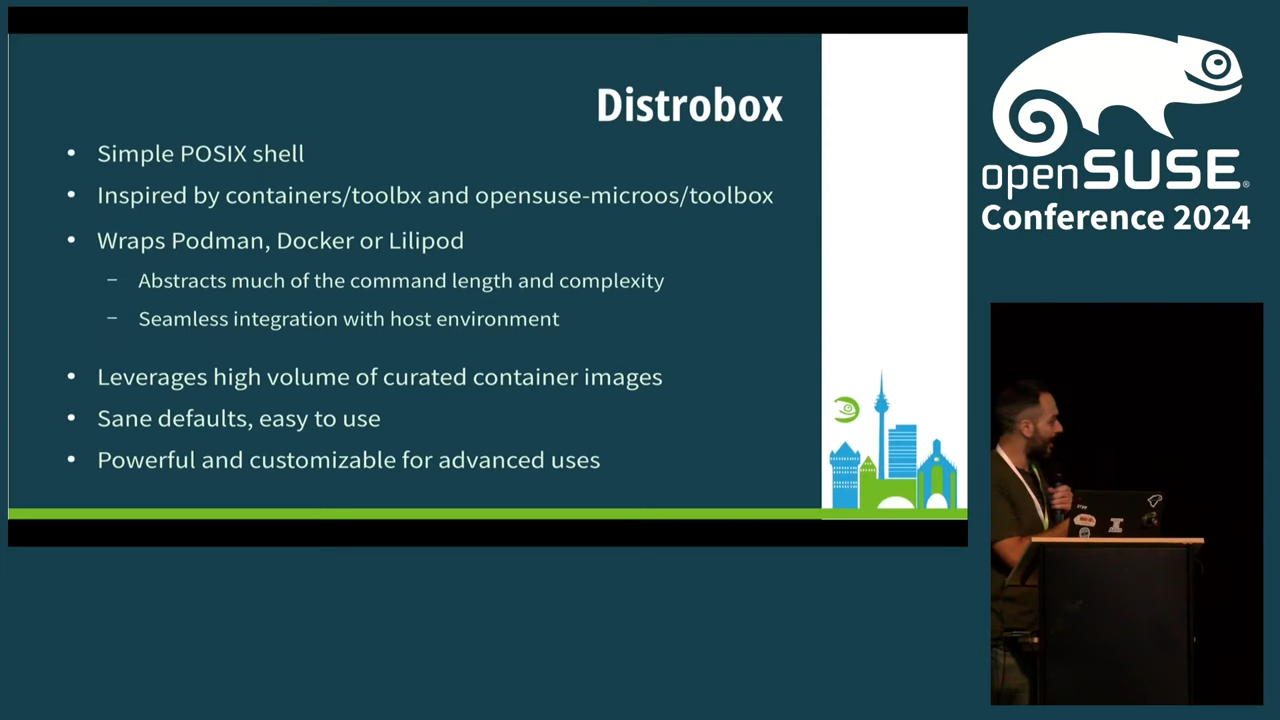 Distrobox
• Simple POSIX shell
• Inspired by containers/toolbx and opensuse-microos/toolbox
• Wraps Podman, Docker or Lilipod
– Abstracts much of the command length and complexity
– Seamless integration with host environment
• Leverages high volume of curated container images
• Sane defaults, easy to use
• Powerful and customizable for advanced uses
openSUSE®
Conference 2024